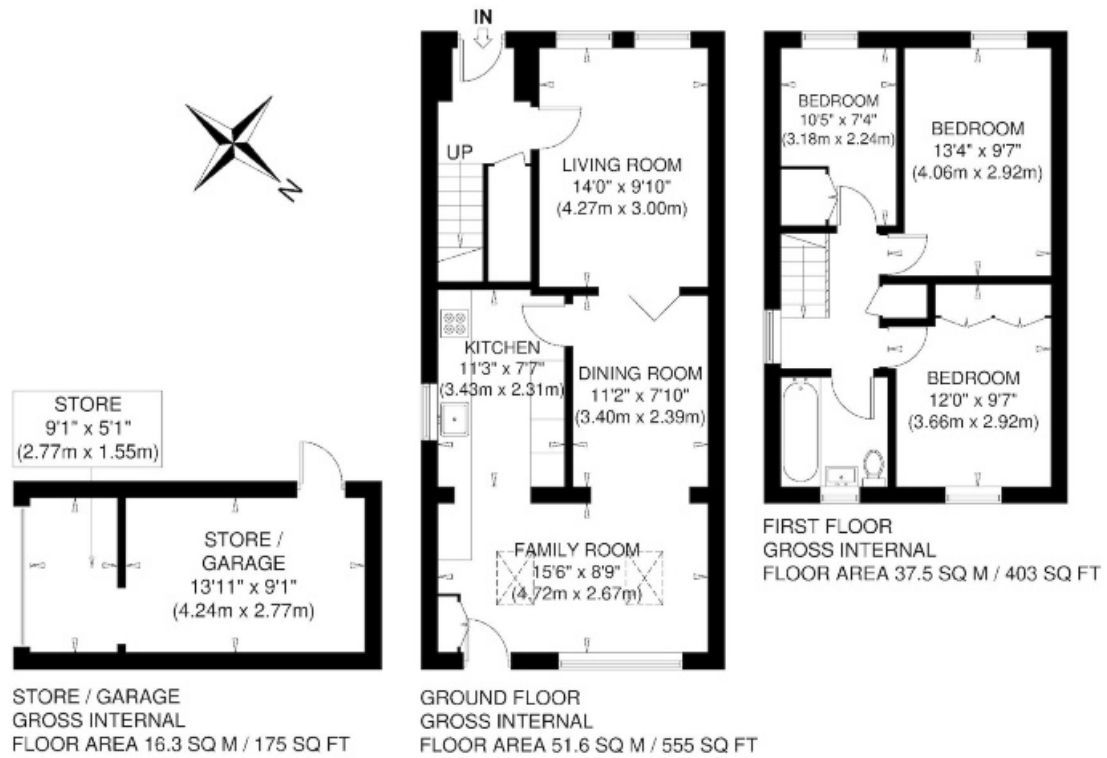 IN
N
UP
LIVING ROOM
14'0" x 9'10"
(4.27m x 3.00m)
KITCHEN
11'3" x 7'7"
(3.43m x 2.31m)
DINING ROOM
11'2" x 7'10"
(3.40m x 2.39m)
FAMILY ROOM
15'6" x 8'9"
(4.72m x 2.67m)
BEDROOM
10'5" x 7'4"
(3.18m x 2.24m)
BEDROOM
13'4" x 9'7"
(4.06m x 2.92m)
BEDROOM
12'0" x 9'7"
(3.66m x 2.92m)
STORE
9'1" x 5'1"
(2.77m x 1.55m)
STORE /
GARAGE
13'11" x 9'1"
(4.24m x 2.77m)
STORE / GARAGE
GROSS INTERNAL
FLOOR AREA 16.3 SQ M / 175 SQ FT
GROUND FLOOR
GROSS INTERNAL
FLOOR AREA 51.6 SQ M / 555 SQ FT
FIRST FLOOR
GROSS INTERNAL
FLOOR AREA 37.5 SQ M / 403 SQ FT